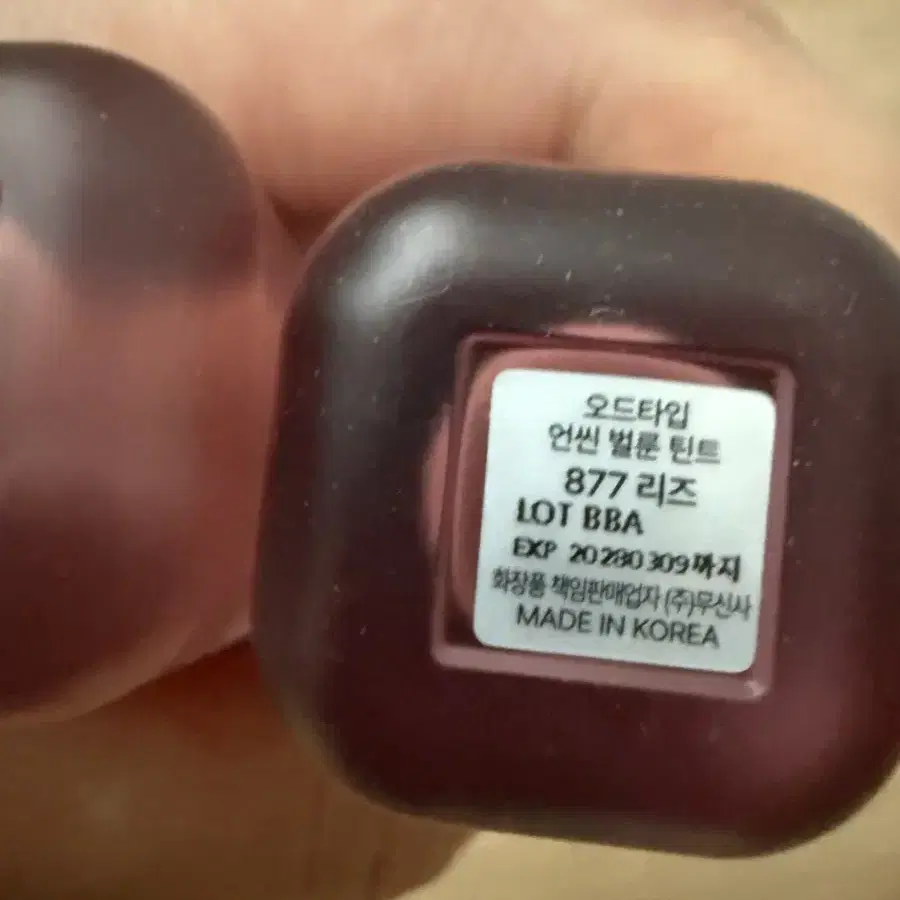 오드타입
언씬 벌룬 틴트
877 리즈
LOT BBA
EXP 20280309까지
화장품 책임판매업자 (주)무신사
MADE IN KOREA